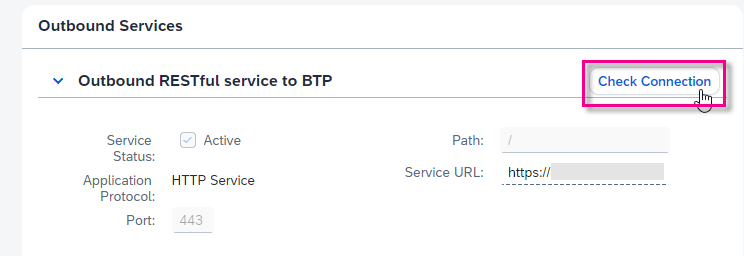 Outbound Services
Outbound RESTful service to BTP
Check Connection
Service Status:
Active
Application Protocol:
HTTP Service
Port:
443
Path:
/
Service URL:
https://